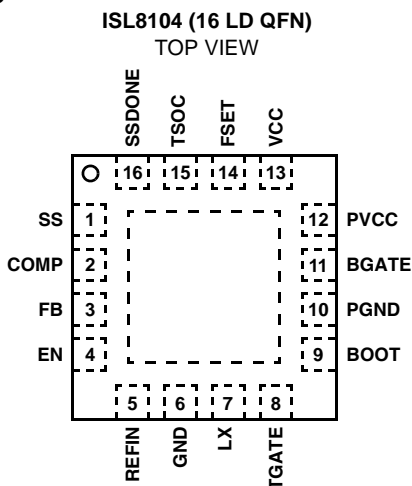 ISL8104 (16 LD QFN)
TOP VIEW
SSDONE
TSOC
FSET
VCC
16
15
14
13
SS 1
12 PVCC
COMP 2
11 BGATE
FB 3
10 PGND
EN 4
9 BOOT
5
6
7
8
REFIN
GND
LX
TGATE